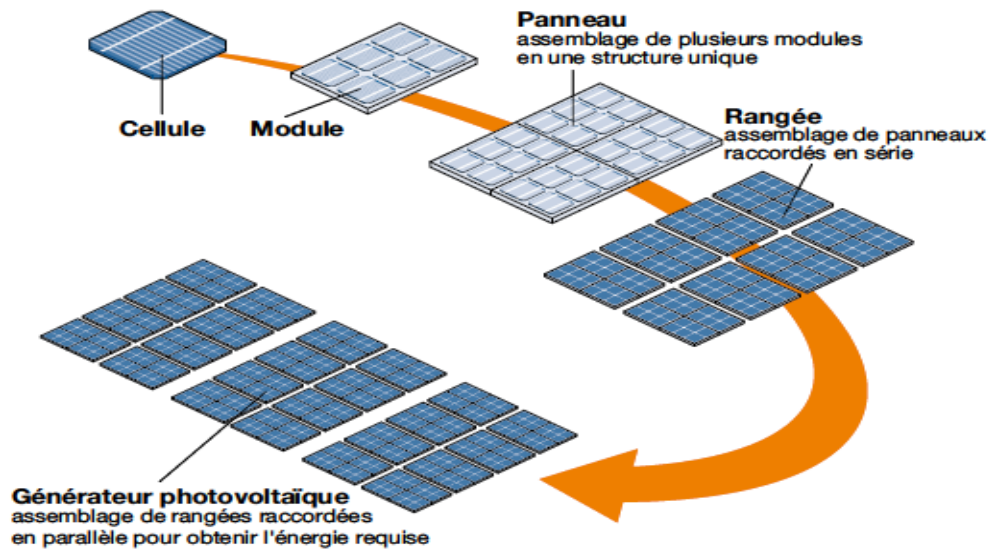 Panneau
assemblage de plusieurs modules
en une structure unique
Cellule
Module
Rangée
assemblage de panneaux
raccordés en série
Générateur photovoltaïque
assemblage de rangées raccordées
en parallèle pour obtenir l'énergie requise